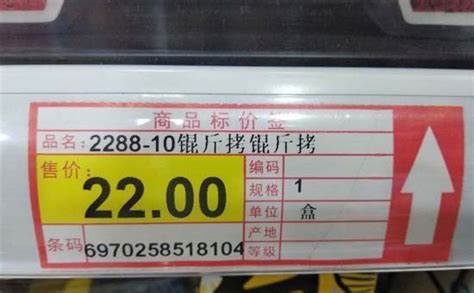 商品标价签
品名: 2288-10锟斤拷锟斤拷
售价: 22.00
编码
规格 1
单位 盒
产地
条码 6970258518104 等级